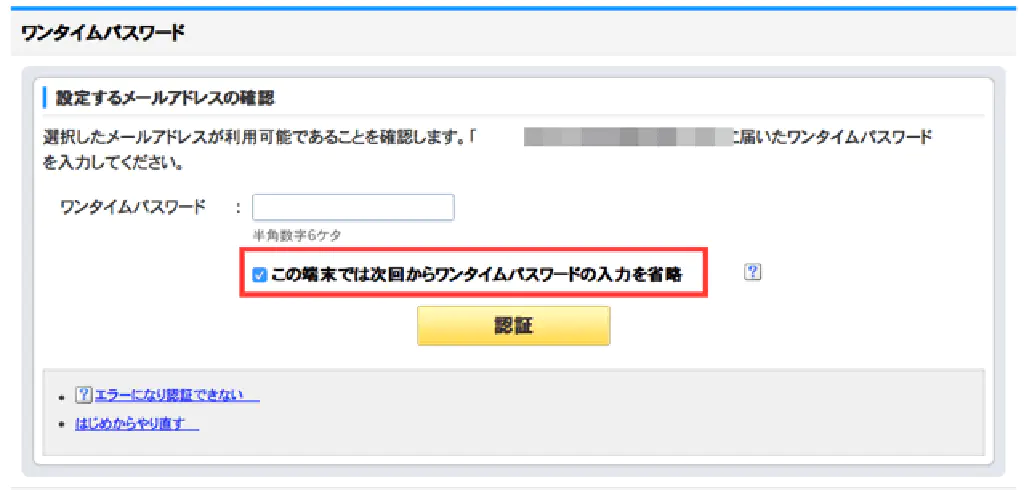 ワンタイムパスワード
設定するメールアドレスの確認
選択したメールアドレスが利用可能であることを確認します。「 に届いたワンタイムパスワード
を入力してください。
ワンタイムパスワード :
半角数字6ケタ
この端末では次回からワンタイムパスワードの入力を省略 ?
認証
? エラーになり認証できない
はじめからやり直す